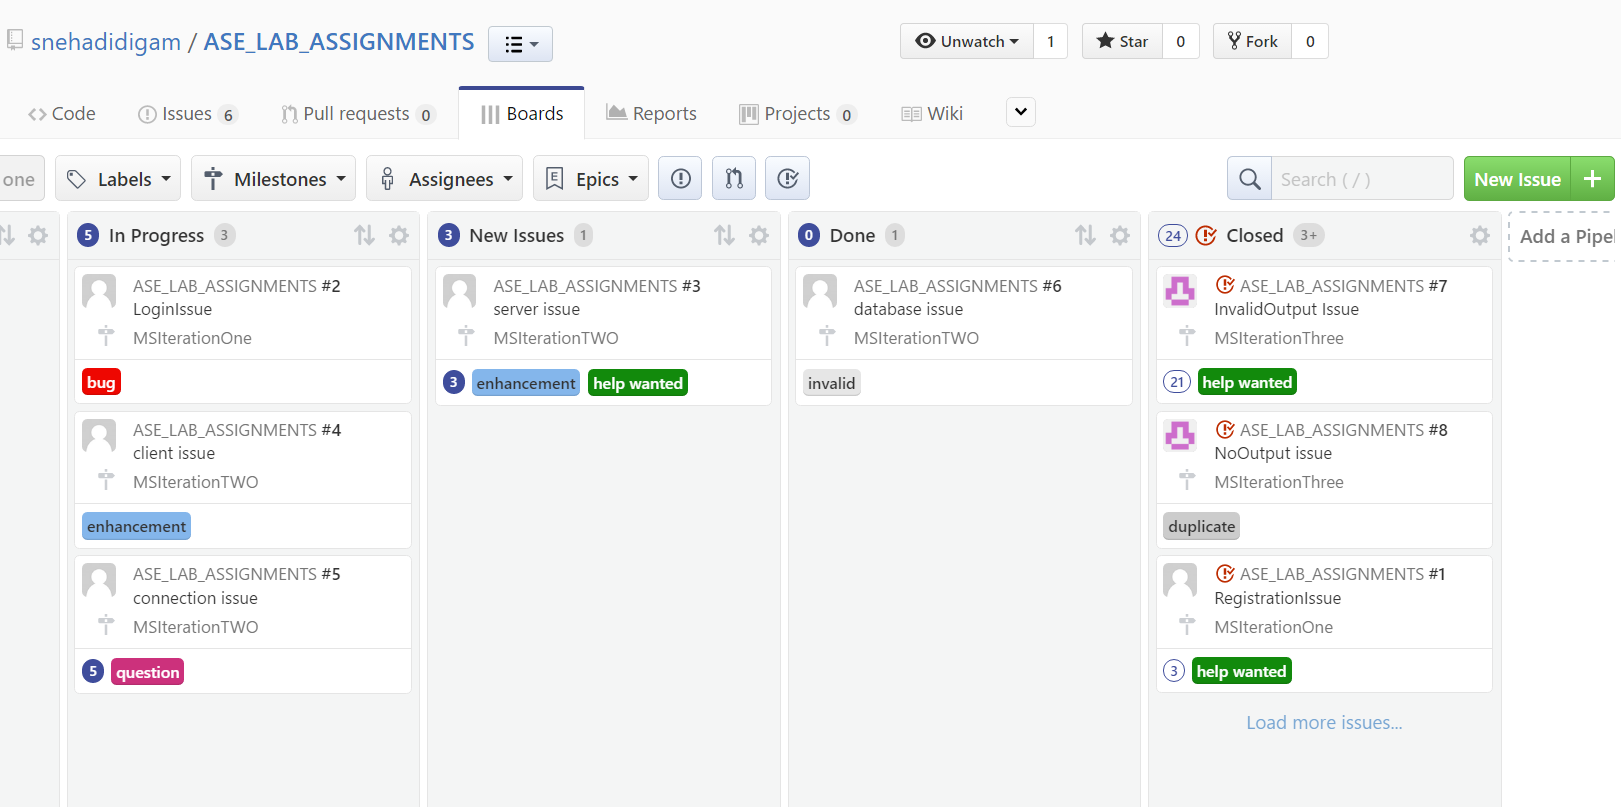 snehadidigam / ASE_LAB_ASSIGNMENTS
Unwatch 1 Star 0 Fork 0
Code Issues 6 Pull requests 0 Boards Reports Projects 0 Wiki
one Labels Milestones Assignees Epics Search ( / ) New Issue +
5 In Progress 3
ASE_LAB_ASSIGNMENTS #2
LoginIssue
MSIterationOne
bug
ASE_LAB_ASSIGNMENTS #4
client issue
MSIterationTWO
enhancement
ASE_LAB_ASSIGNMENTS #5
connection issue
MSIterationTWO
5 question
3 New Issues 1
ASE_LAB_ASSIGNMENTS #3
server issue
MSIterationTWO
3 enhancement help wanted
0 Done 1
ASE_LAB_ASSIGNMENTS #6
database issue
MSIterationTWO
invalid
24 Closed 3+
ASE_LAB_ASSIGNMENTS #7
InvalidOutput Issue
MSIterationThree
21 help wanted
ASE_LAB_ASSIGNMENTS #8
NoOutput issue
MSIterationThree
duplicate
ASE_LAB_ASSIGNMENTS #1
RegistrationIssue
MSIterationOne
3 help wanted
Load more issues...
Add a Pipel